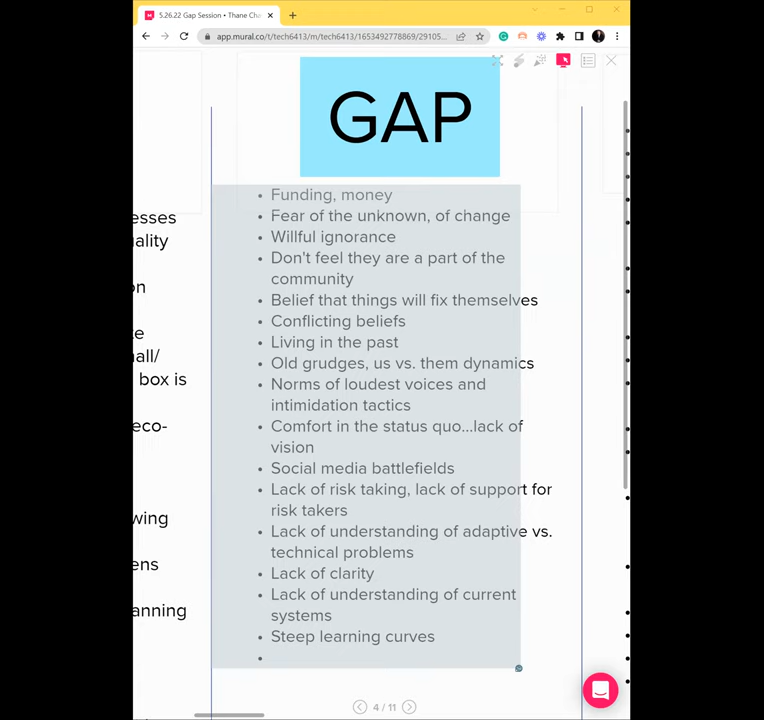 5.26.22 Gap Session • Thane Cha
app.mural.co/t/tech6413/m/tech6413/1653492778869/29105...
GAP
• Funding, money
• Fear of the unknown, of change
• Willful ignorance
• Don't feel they are a part of the
community
• Belief that things will fix themselves
• Conflicting beliefs
• Living in the past
• Old grudges, us vs. them dynamics
• Norms of loudest voices and
intimidation tactics
• Comfort in the status quo...lack of
vision
• Social media battlefields
• Lack of risk taking, lack of support for
risk takers
• Lack of understanding of adaptive vs.
technical problems
• Lack of clarity
• Lack of understanding of current
systems
• Steep learning curves
•
esses
ality
on
e
all/
box is
eco-
wing
ens
anning
4 / 11